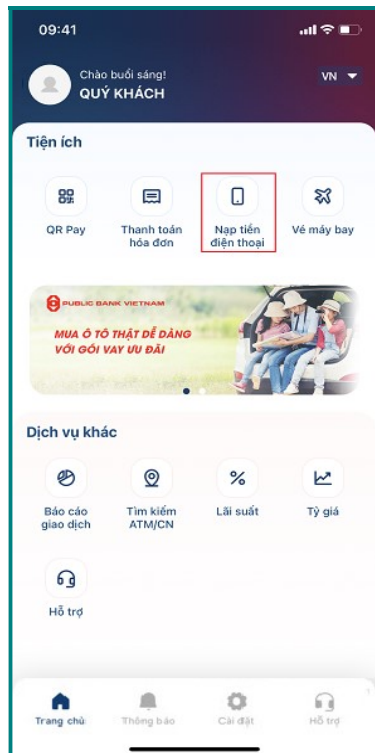 09:41
Chào buổi sáng!
QUÝ KHÁCH
VN
Tiện ích
QR Pay
Thanh toán
hóa đơn
Nạp tiền
điện thoại
Vé máy bay
PUBLIC BANK VIETNAM
MUA Ô TÔ THẬT DỄ DÀNG
VỚI GÓI VAY ƯU ĐÃI
Dịch vụ khác
Báo cáo
giao dịch
Tìm kiếm
ATM/CN
Lãi suất
Tỷ giá
Hỗ trợ
Trang chủ
Thông báo
Cài đặt
Hỗ trợ